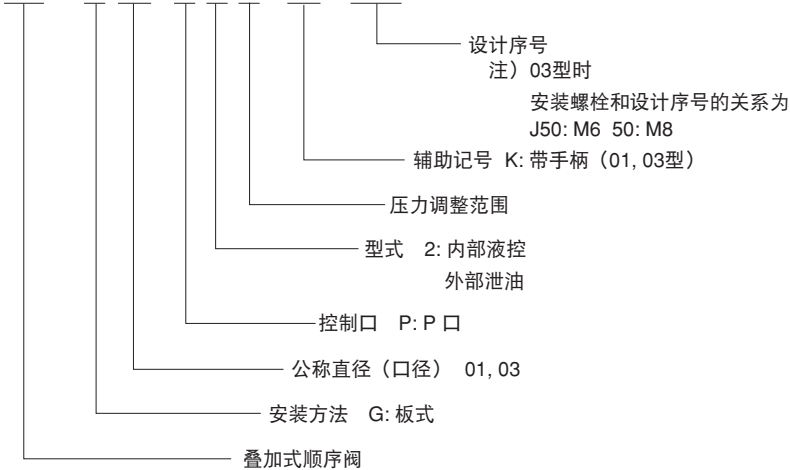 设计序号
注）03型时
安装螺栓和设计序号的关系为
J50: M6 50: M8
辅助记号 K: 带手柄（01, 03型）
压力调整范围
型式 2: 内部液控
外部泄油
控制口 P: P 口
公称直径（口径） 01, 03
安装方法 G: 板式
叠加式顺序阀